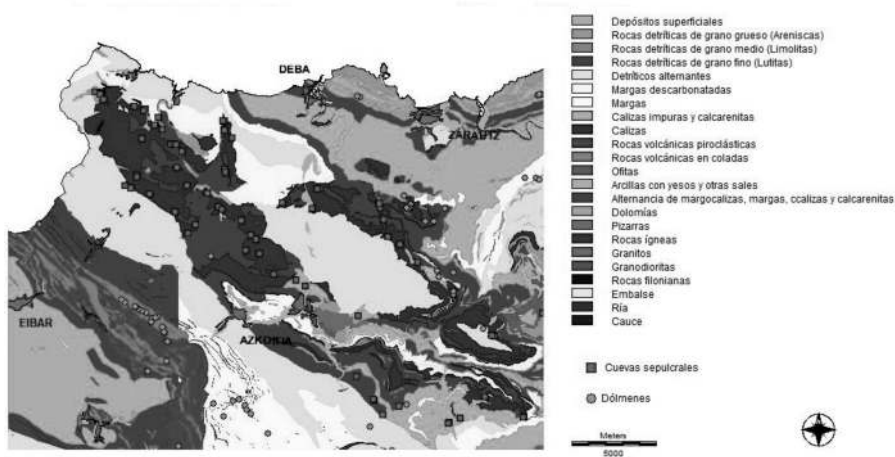 DEBA
ZARAUTZ
EIBAR
AZKOITIA
Depósitos superficiales
Rocas detríticas de grano grueso (Areniscas)
Rocas detríticas de grano medio (Limolitas)
Rocas detríticas de grano fino (Lutitas)
Detríticos alternantes
Margas descarbonatadas
Margas
Calizas impuras y calcarenitas
Calizas
Rocas volcánicas piroclásticas
Rocas volcánicas en coladas
Ofitas
Arcillas con yesos y otras sales
Alternancia de margocalizas, margas, ccalizas y calcarenitas
Dolomías
Pizarras
Rocas ígneas
Granitos
Granodioritas
Rocas filonianas
Embalse
Ría
Cauce
Cuevas sepulcrales
Dólmenes
Meters
5000